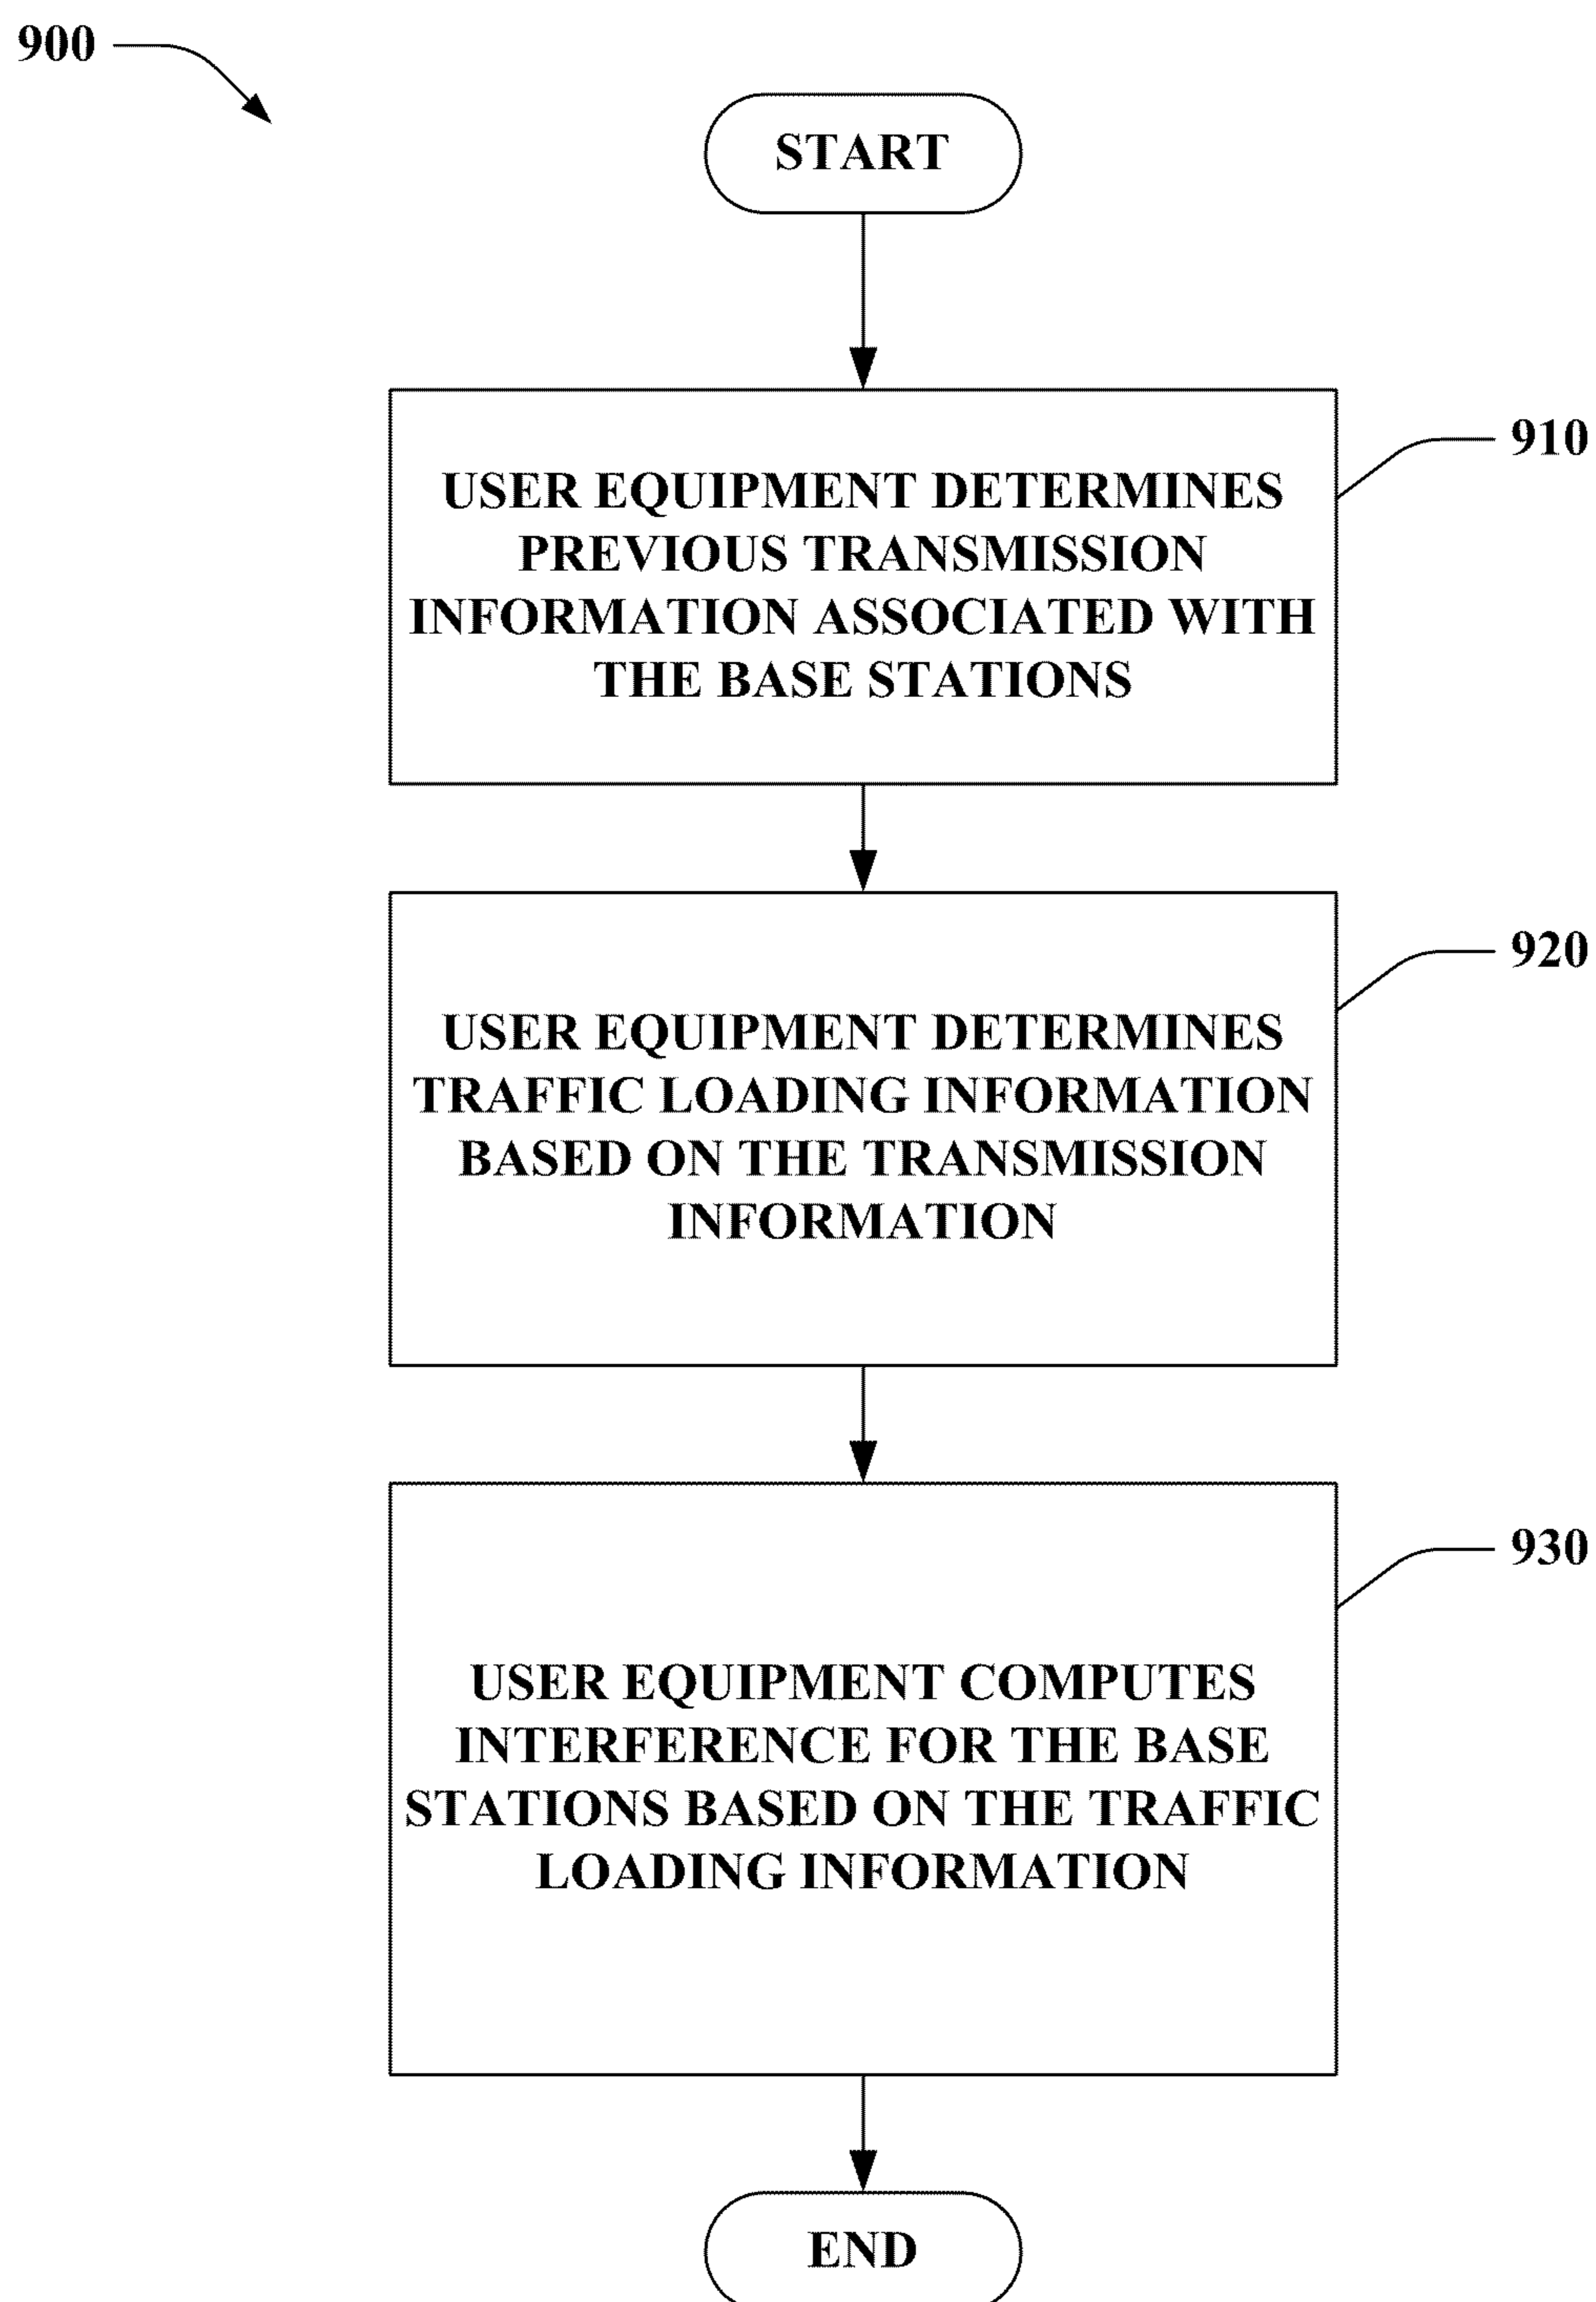 900
START
910
USER EQUIPMENT DETERMINES
PREVIOUS TRANSMISSION
INFORMATION ASSOCIATED WITH
THE BASE STATIONS
920
USER EQUIPMENT DETERMINES
TRAFFIC LOADING INFORMATION
BASED ON THE TRANSMISSION
INFORMATION
930
USER EQUIPMENT COMPUTES
INTERFERENCE FOR THE BASE
STATIONS BASED ON THE TRAFFIC
LOADING INFORMATION
END